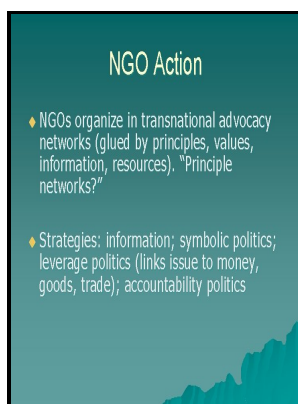 NGO Action
NGOs organize in transnational advocacy
networks (glued by principles, values,
information, resources). “Principle
networks?”
Strategies: information; symbolic politics;
leverage politics (links issue to money,
goods, trade); accountability politics